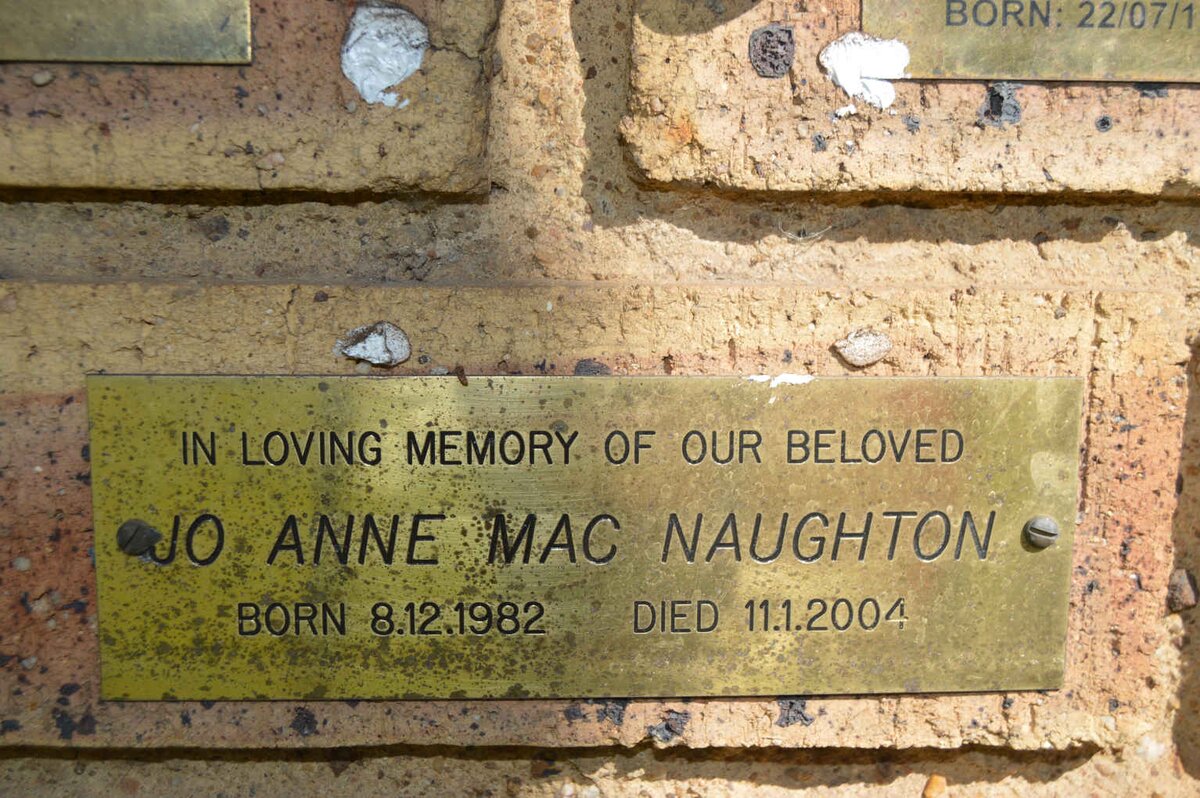 BORN: 22/07/1
IN LOVING MEMORY OF OUR BELOVED
JO ANNE MAC NAUGHTON
BORN 8.12.1982 DIED 11.1.2004